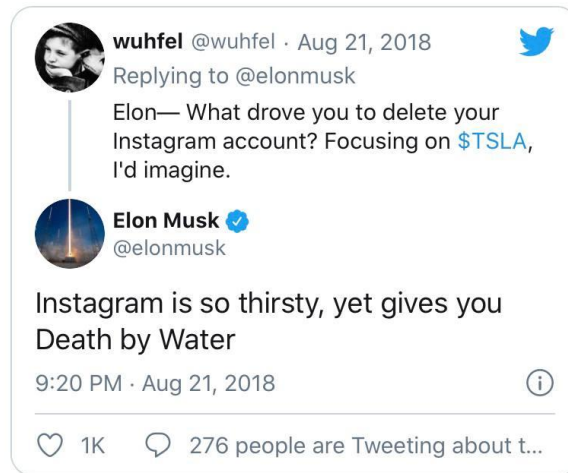 wuhfel @wuhfel · Aug 21, 2018
Replying to @elonmusk
Elon— What drove you to delete your
Instagram account? Focusing on $TSLA,
I'd imagine.
Elon Musk
@elonmusk
Instagram is so thirsty, yet gives you
Death by Water
9:20 PM · Aug 21, 2018
1K 276 people are Tweeting about t...